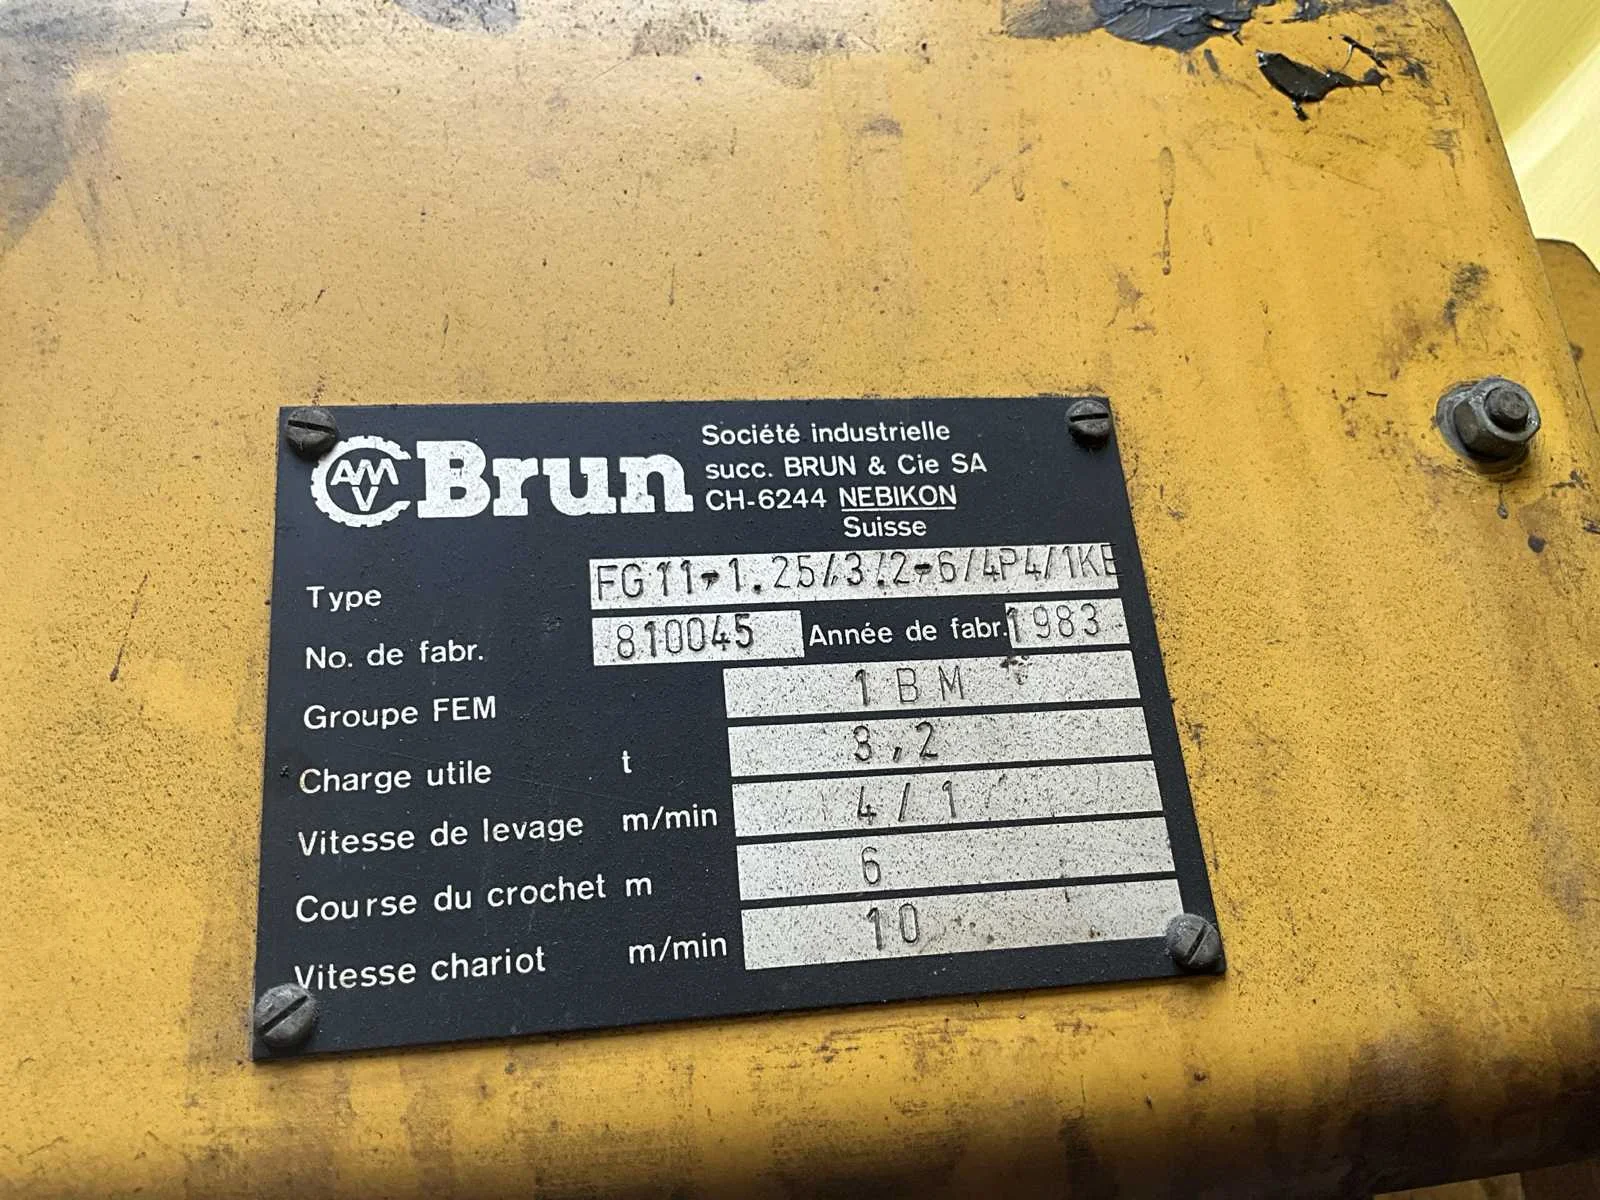 AMV Brun
Société industrielle
succ. BRUN & Cie SA
CH-6244 NEBIKON
Suisse
Type FG11-1.25/3.2-6/4P4/1KE
No. de fabr. 810045 Année de fabr. 1983
Groupe FEM 1 B M
Charge utile t 3,2
Vitesse de levage m/min 4/1
Course du crochet m 6
Vitesse chariot m/min 10